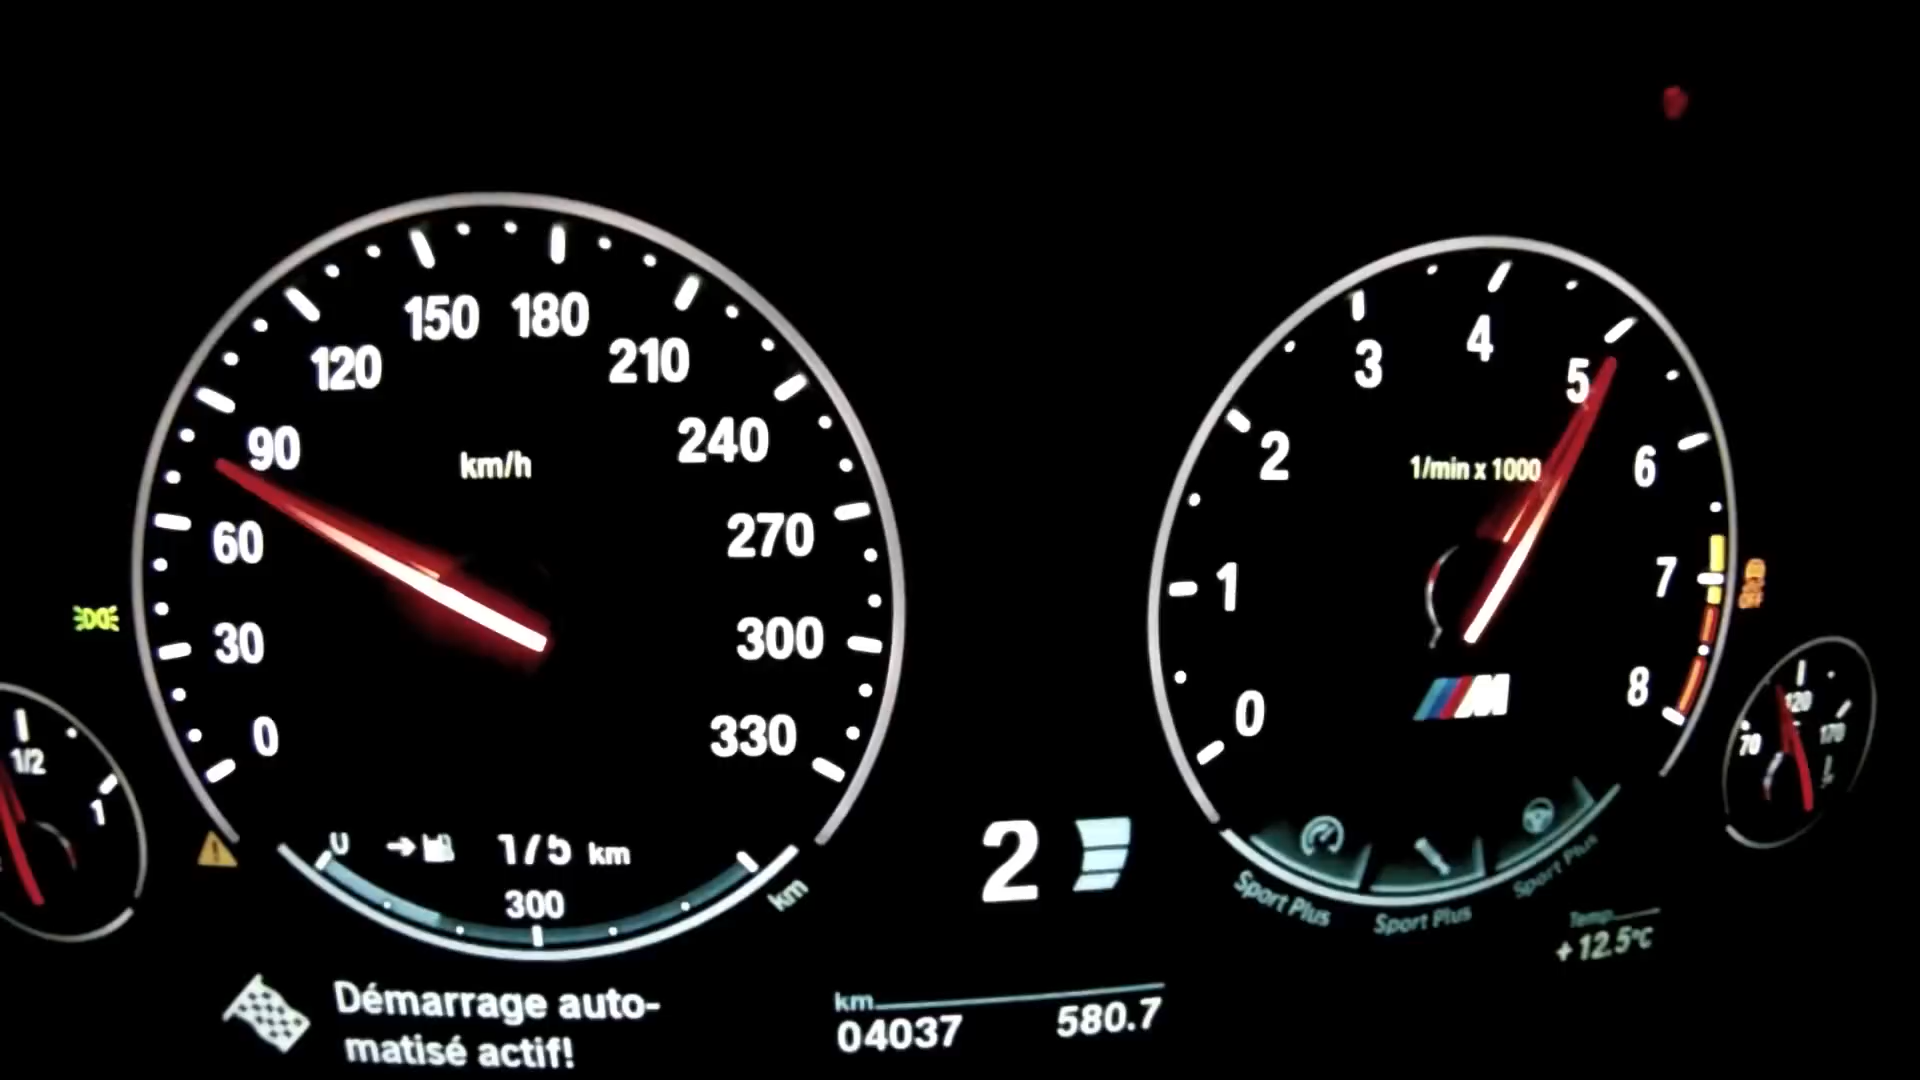 150 180
120
210
90
240
km/h
60
270
30
300
0
330
3
4
5
2
1/min x 1000
6
1
7
0
M
8
1/2
1
175 km
300
km
2
120
70
170
Sport Plus
Sport Plus
Sport Plus
Temp
+12.5°C
Démarrage auto-
matisé actif!
km
04037
580.7